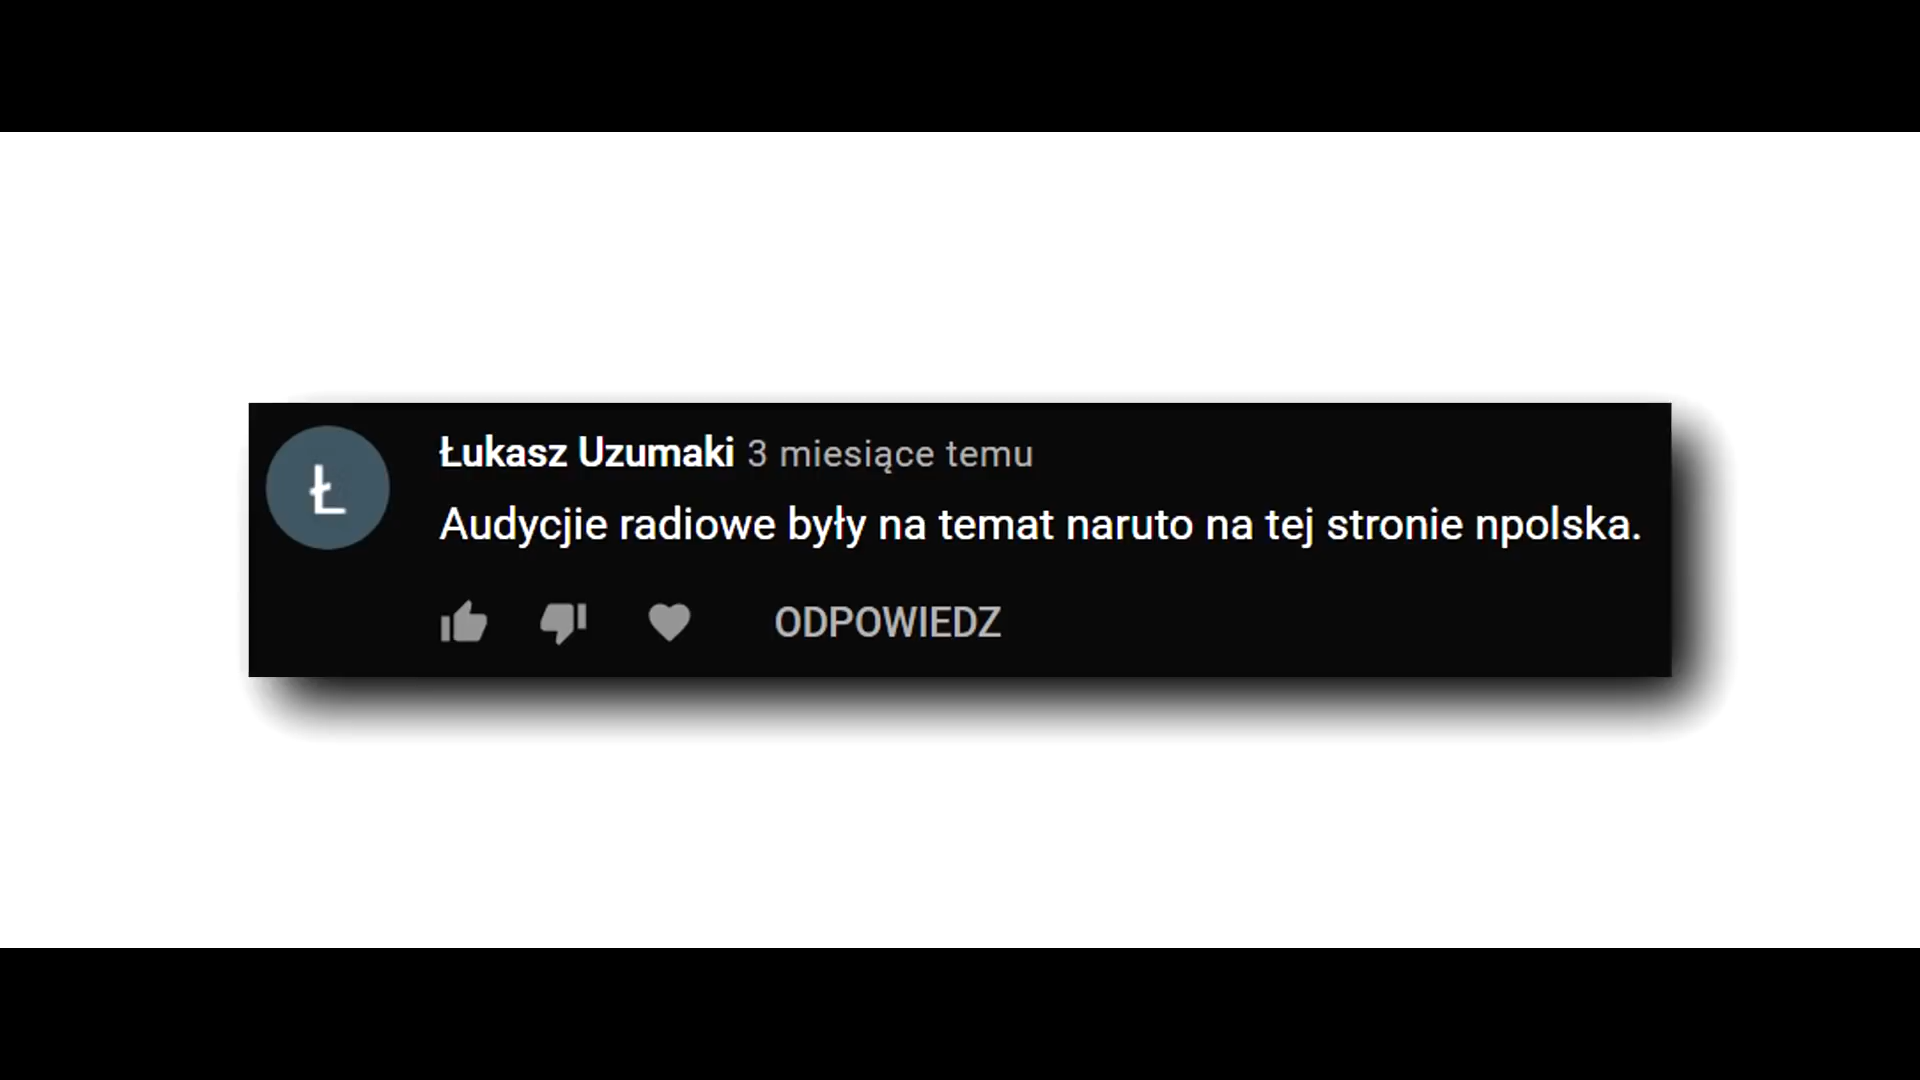 Ł
Łukasz Uzumaki 3 miesiące temu
Audycjie radiowe były na temat naruto na tej stronie npolska.
ODPOWIEDZ